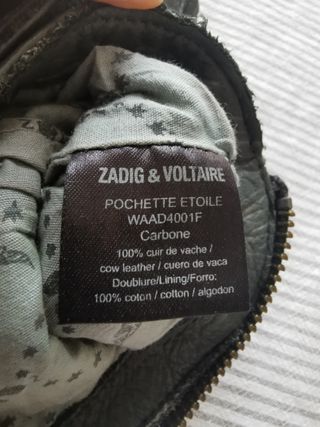 ZADIG & VOLTAIRE
POCHETTE ETOILE
WAAD4001F
Carbone
100% cuir de vache /
cow leather / cuero de vaca
Doublure/Lining/Forro:
100% coton / cotton / algodon